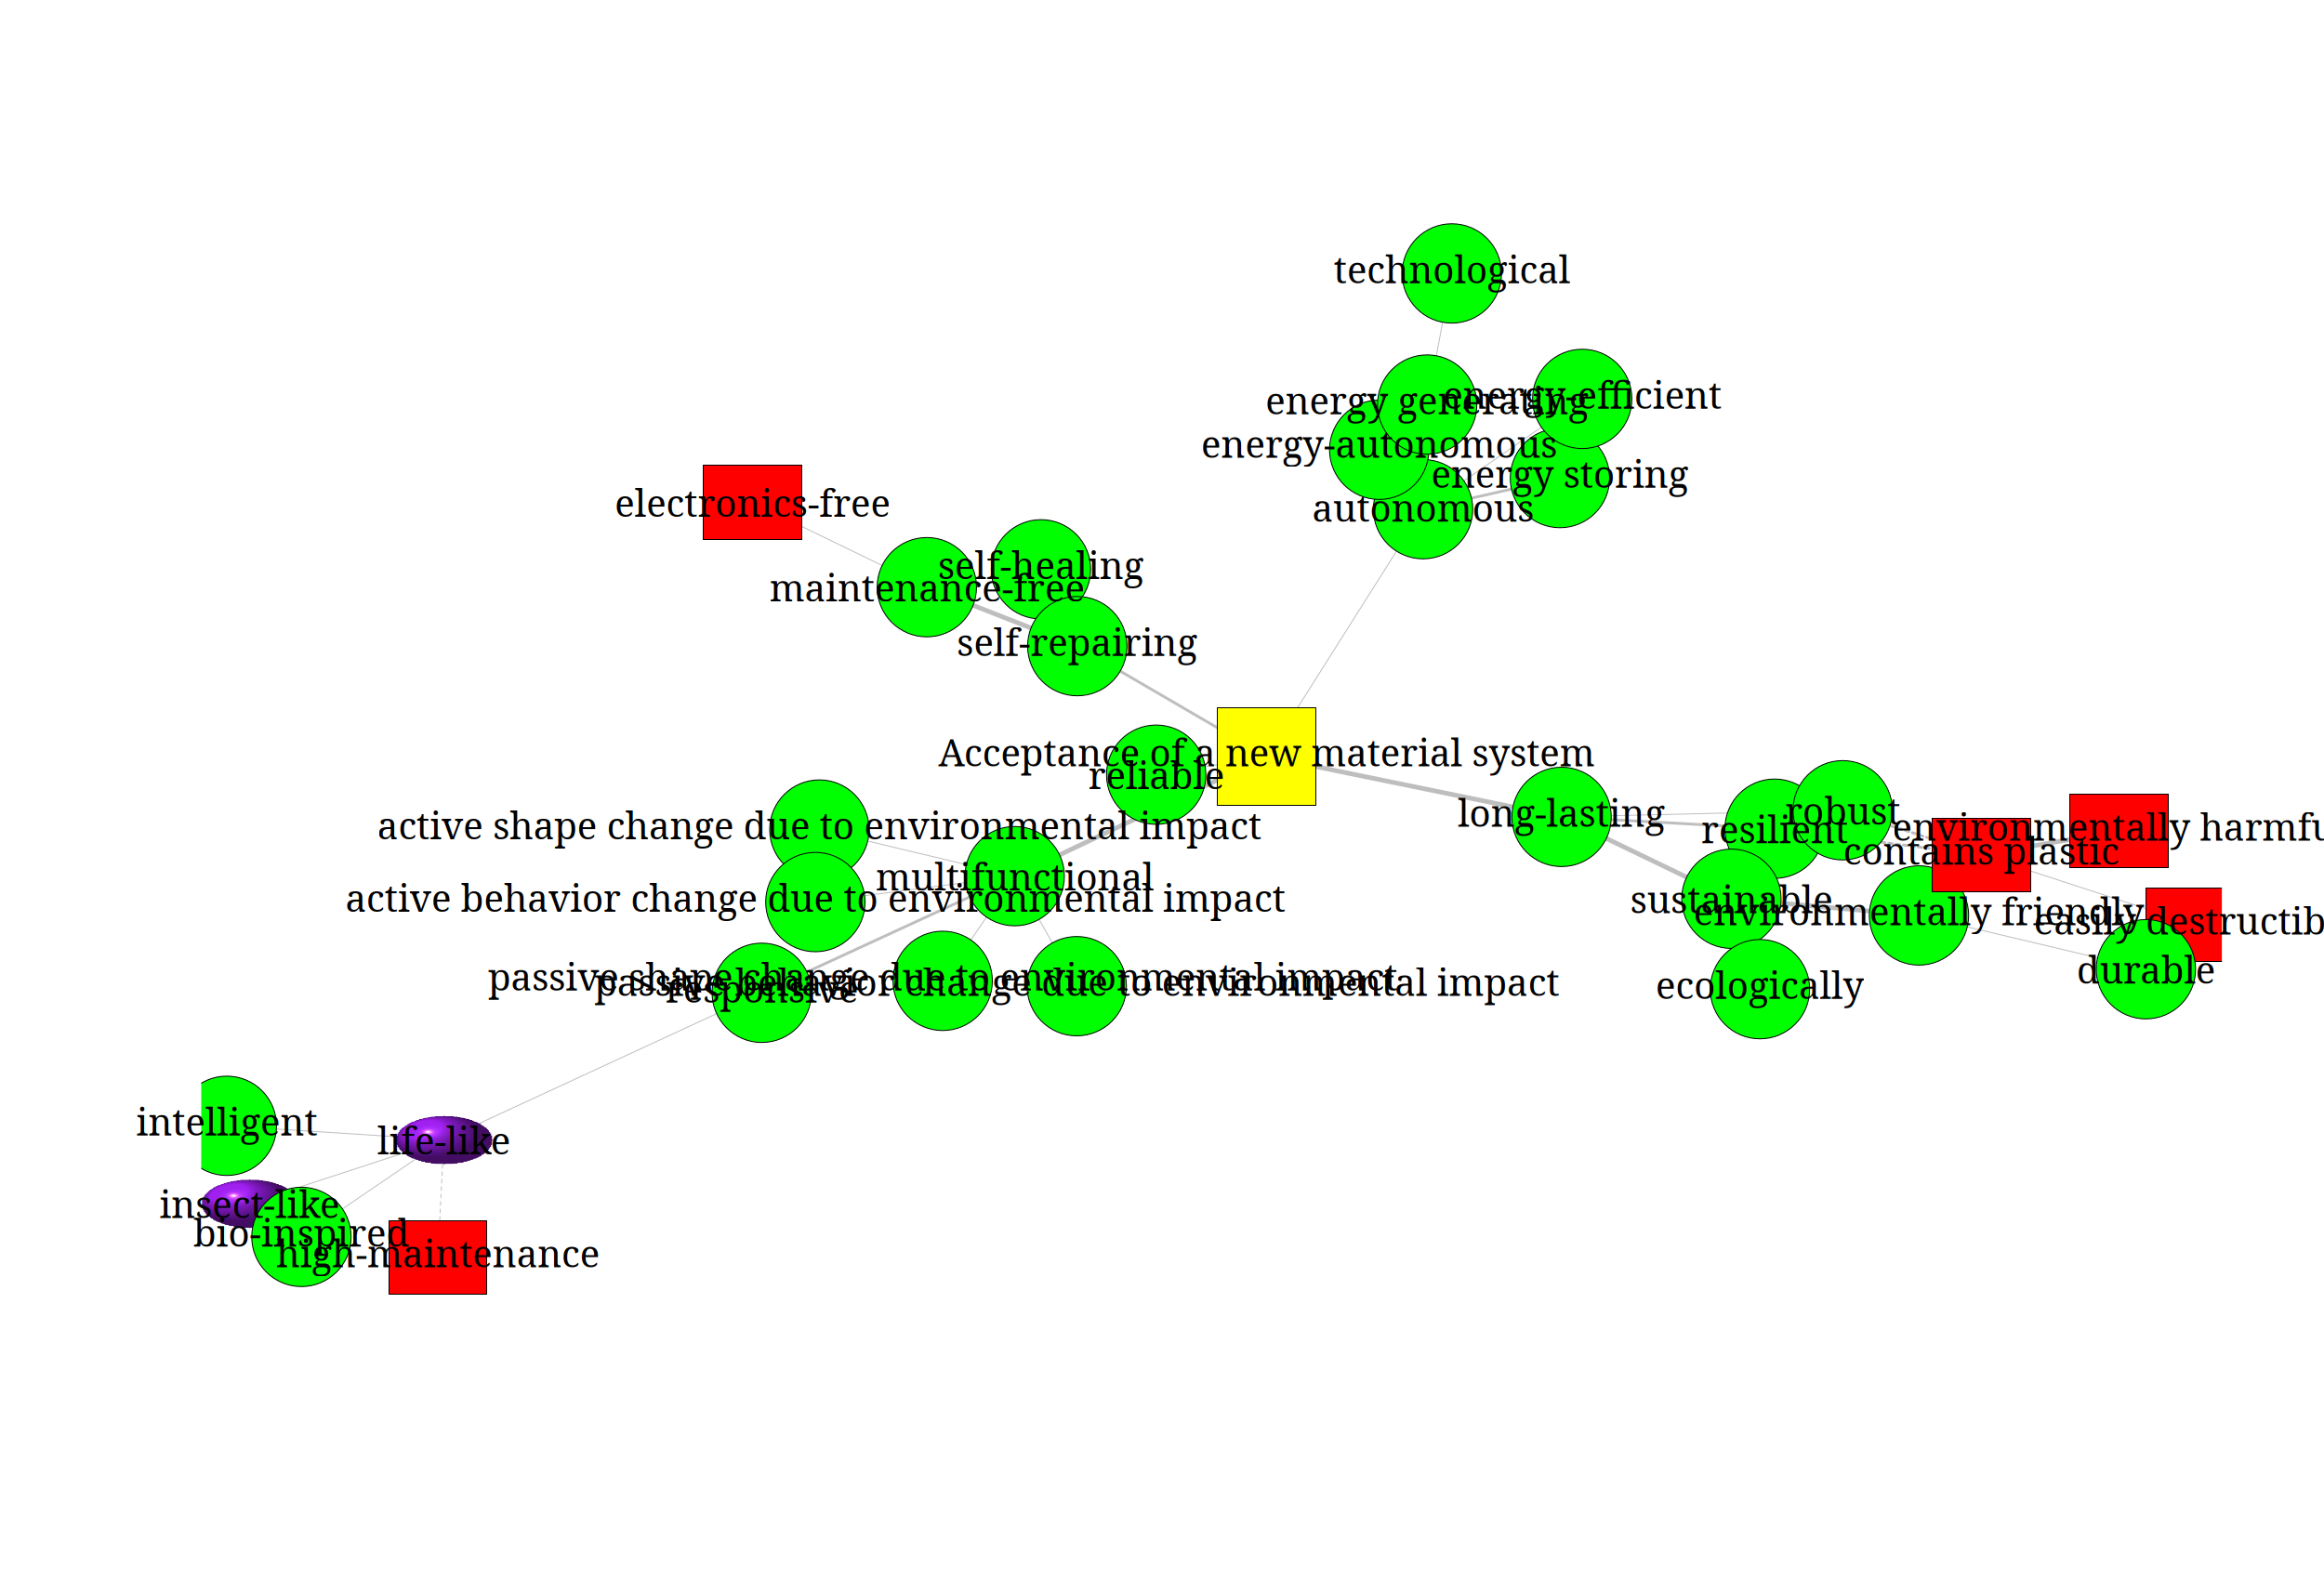 technological
energy-efficient
energy generating
energy-autonomous
energy storing
electronics-free
autonomous
self-healing
maintenance-free
self-repairing
Acceptance of a new material system
reliable
long-lasting
robust
active shape change due to environmental impact
resilient
environmentally harmfu
contains plastic
multifunctional
active behavior change due to environmental impact
sustainable
environmentally friendly
easily destructib
passive shape change due to environmental impact
passive behavior change due to environmental impact
responsive
durable
ecologically
intelligent
life-like
insect-like
bio-inspired
high-maintenance